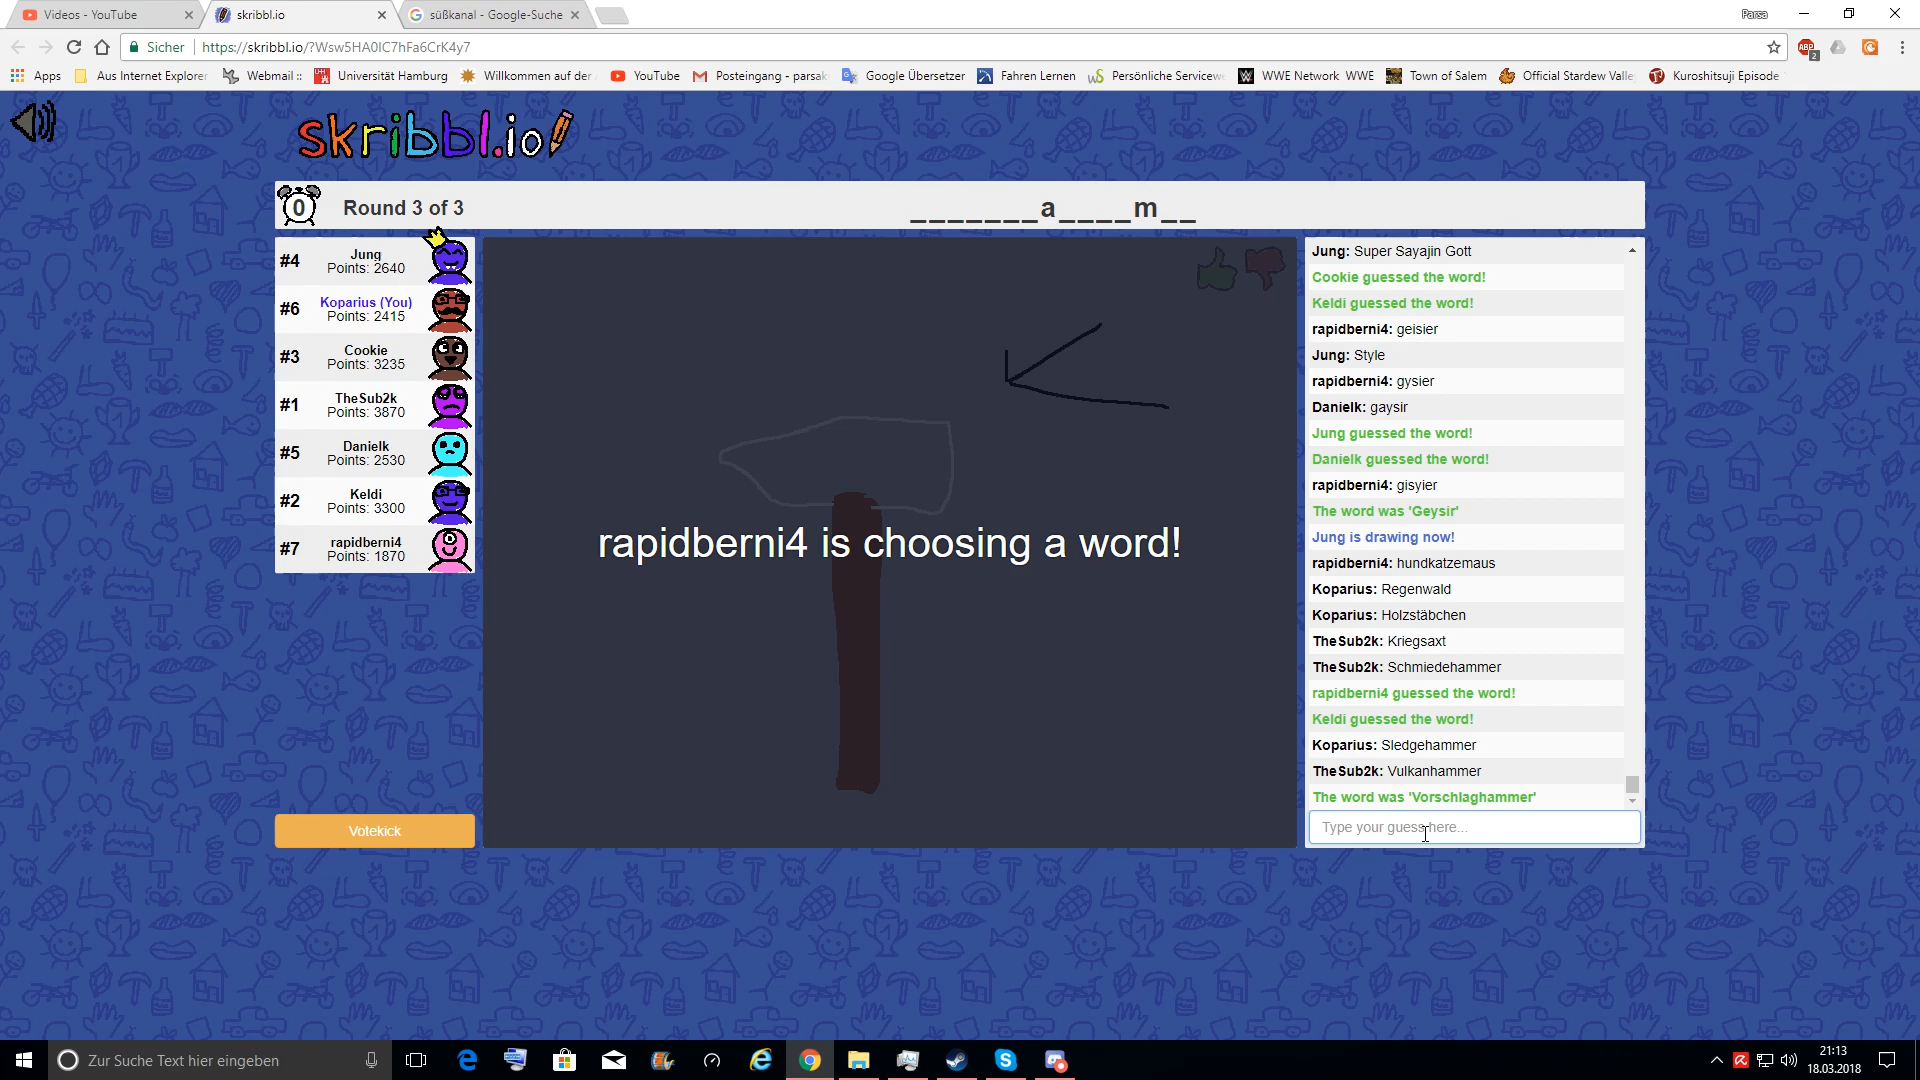 Videos - YouTube
skribbl.io
süßkanal - Google-Suche
Parsa
Sicher
https://skribbl.io/?Wsw5HA0IC7hFa6CrK4y7
ABP
2
Apps
Aus Internet Explorer
Webmail ::
Universität Hamburg
Willkommen auf der
YouTube
Posteingang - parsak
Google Übersetzer
Fahren Lernen
Persönliche Servicew
WWE Network WWE
Town of Salem
Official Stardew Valle
Kuroshitsuji Episode
skribbl.io
0
Round 3 of 3
_______a____m__
#4
Jung
Points: 2640
#6
Koparius (You)
Points: 2415
#3
Cookie
Points: 3235
#1
TheSub2k
Points: 3870
#5
Danielk
Points: 2530
#2
Keldi
Points: 3300
#7
rapidberni4
Points: 1870
Votekick
rapidberni4 is choosing a word!
Jung: Super Sayajin Gott
Cookie guessed the word!
Keldi guessed the word!
rapidberni4: geisier
Jung: Style
rapidberni4: gysier
Danielk: gaysir
Jung guessed the word!
Danielk guessed the word!
rapidberni4: gisyier
The word was 'Geysir'
Jung is drawing now!
rapidberni4: hundkatzemaus
Koparius: Regenwald
Koparius: Holzstäbchen
TheSub2k: Kriegsaxt
TheSub2k: Schmiedehammer
rapidberni4 guessed the word!
Keldi guessed the word!
Koparius: Sledgehammer
TheSub2k: Vulkanhammer
The word was 'Vorschlaghammer'
Type your guess here...
Zur Suche Text hier eingeben
21:13
18.03.2018